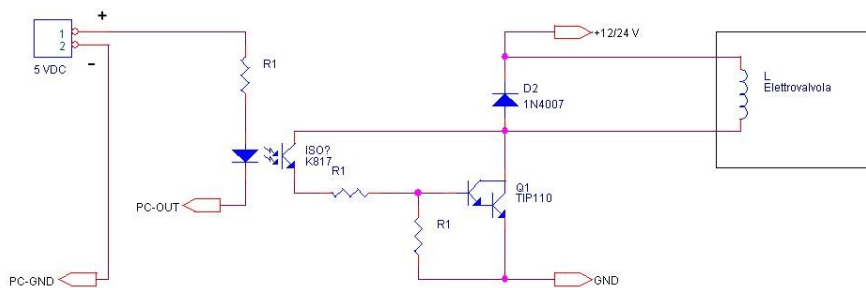 +
1
2
-
5 VDC
R1
+12/24 V
D2
1N4007
L
Elettrovalvola
ISO?
K817
R1
Q1
TIP110
PC-OUT
R1
PC-GND
GND